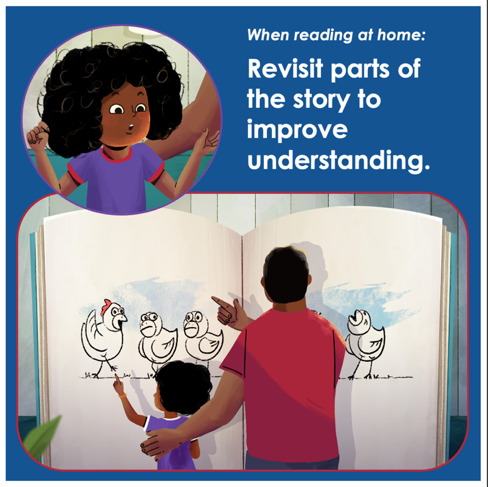 When reading at home:
Revisit parts of
the story to
improve
understanding.